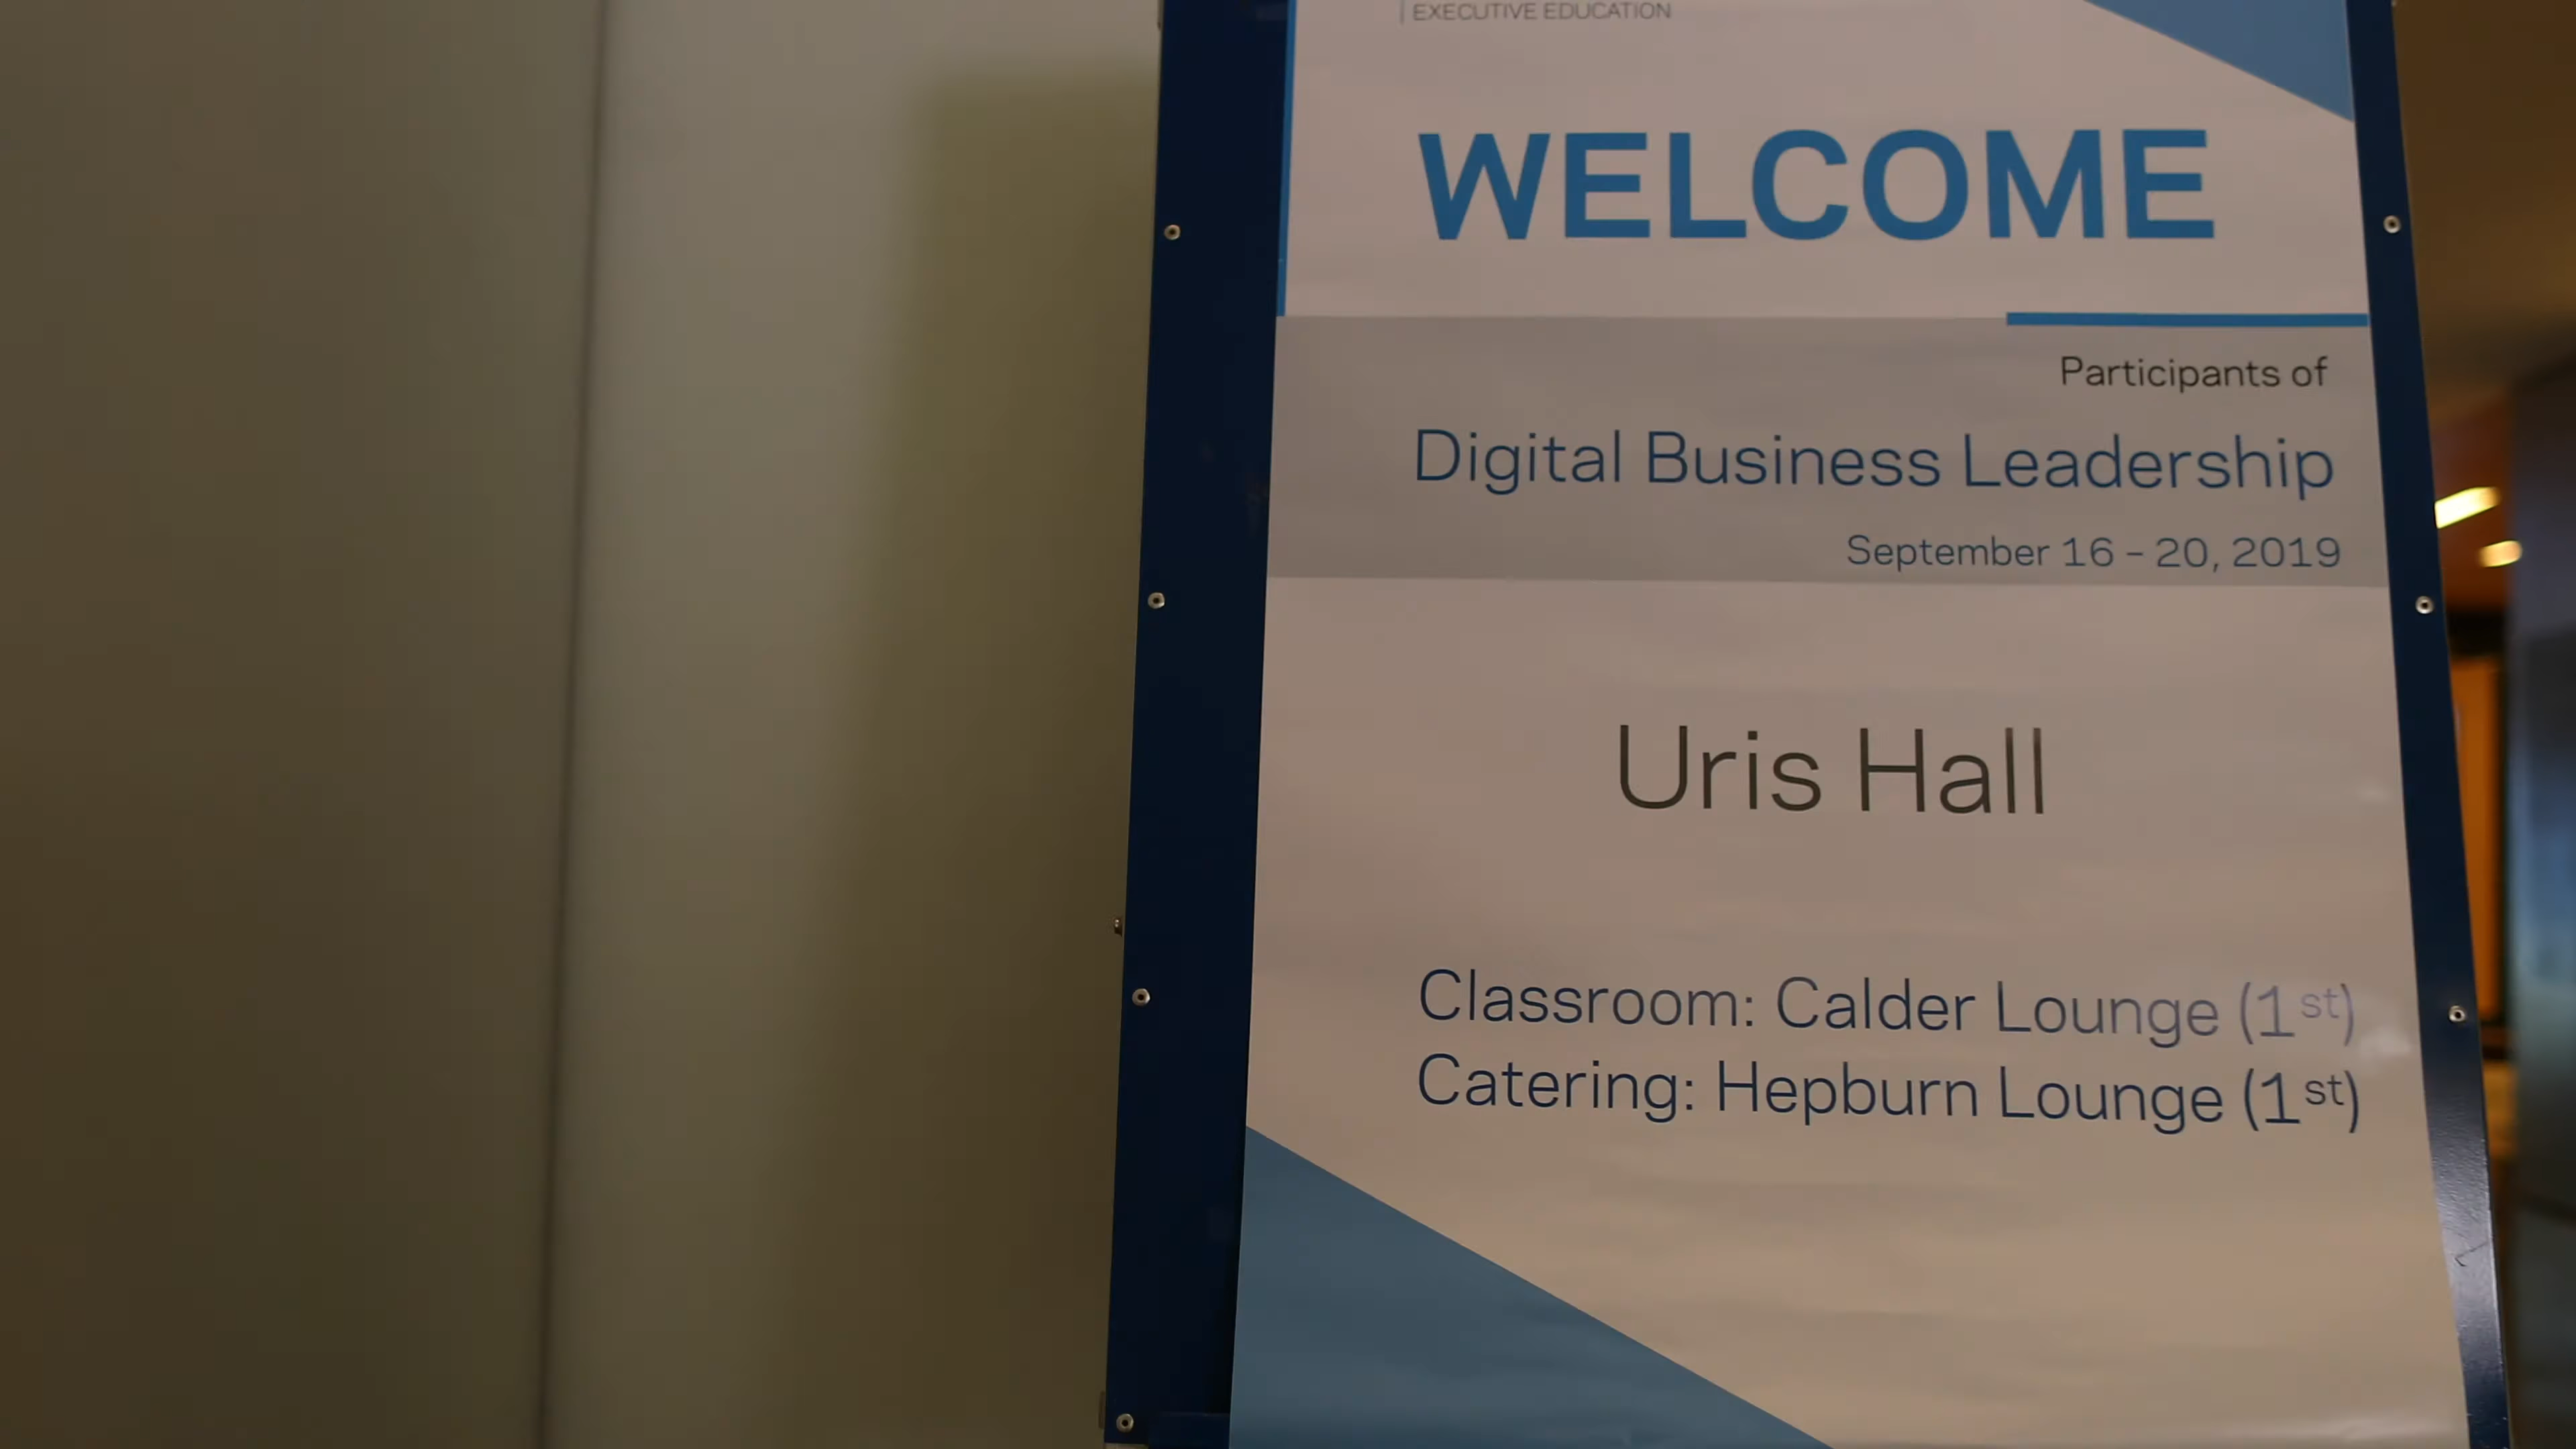 EXECUTIVE EDUCATION
WELCOME
Participants of
Digital Business Leadership
September 16 – 20, 2019
Uris Hall
Classroom: Calder Lounge (1st)
Catering: Hepburn Lounge (1st)